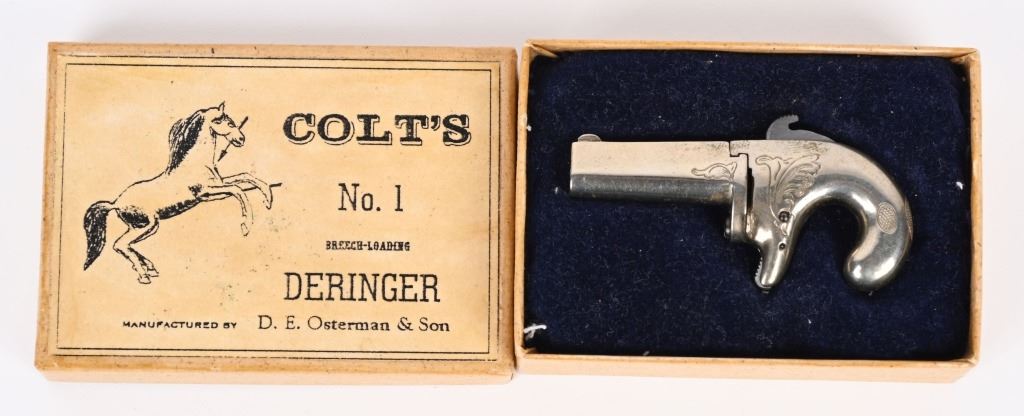 COLT'S
No. 1
BREECH-LOADING
DERINGER
MANUFACTURED BY D. E. Osterman & Son